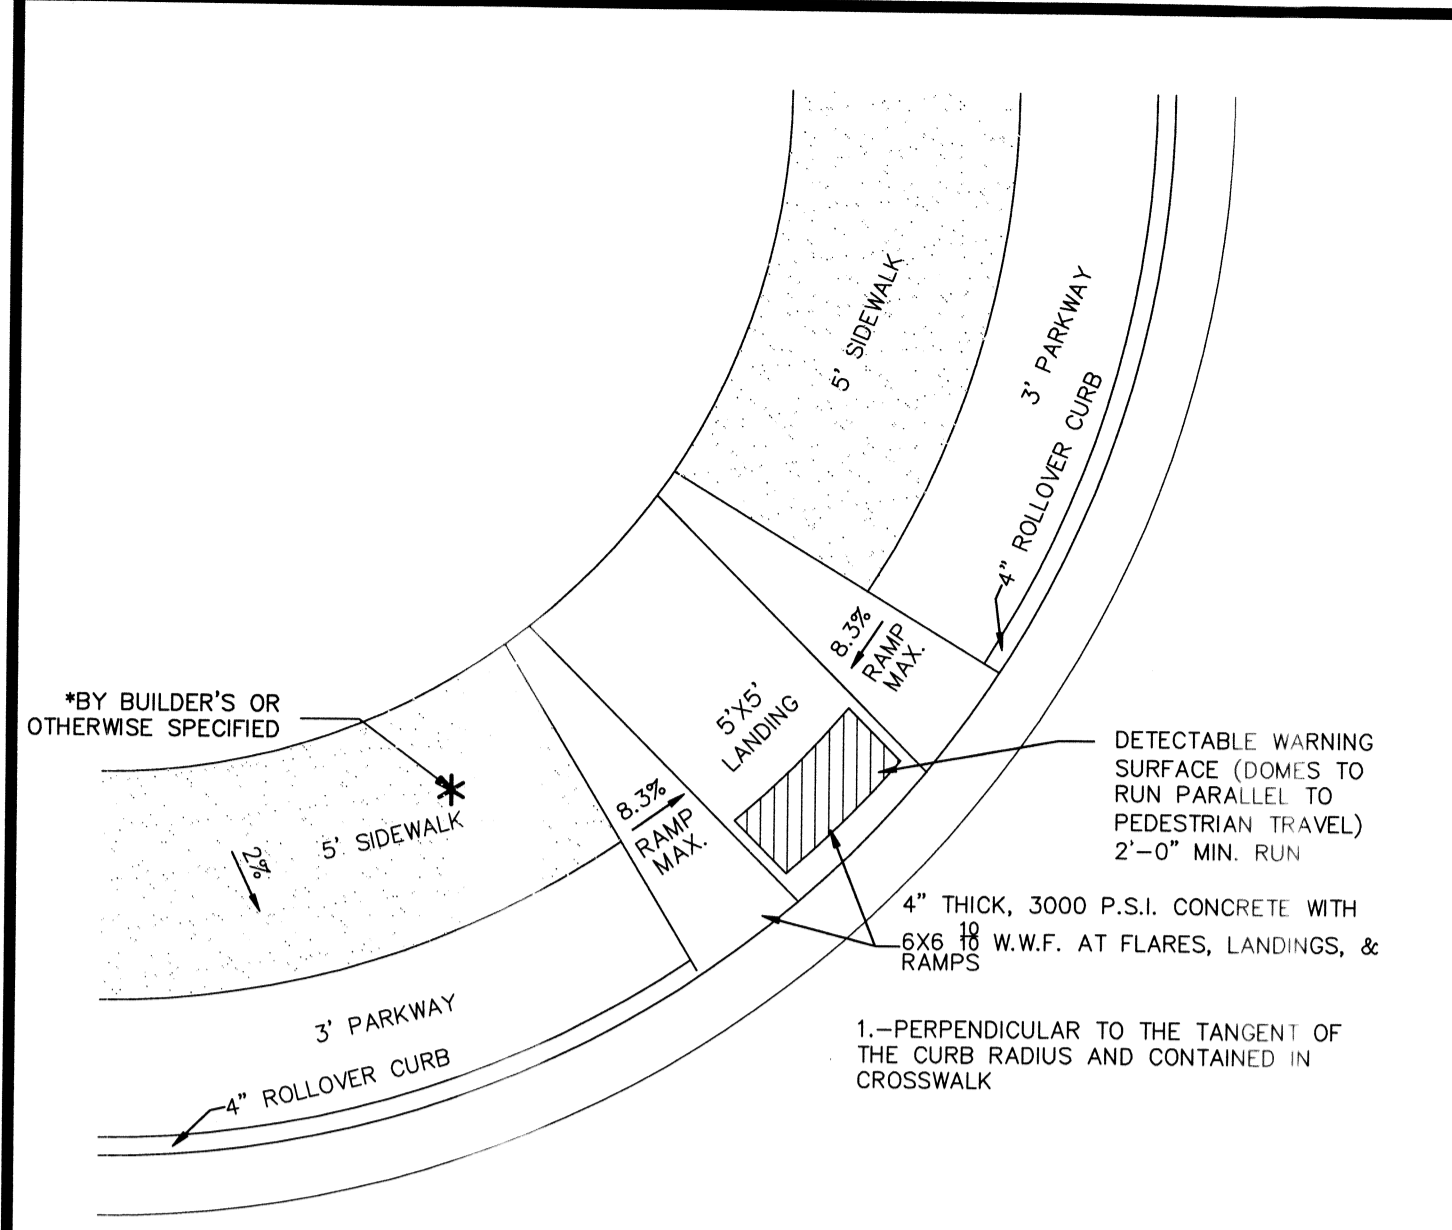 5' SIDEWALK
3' PARKWAY
4" ROLLOVER CURB
8.3%
RAMP
MAX.
5'X5'
LANDING
*BY BUILDER'S OR
OTHERWISE SPECIFIED
2%
5' SIDEWALK
8.3%
RAMP
MAX.
DETECTABLE WARNING
SURFACE (DOMES TO
RUN PARALLEL TO
PEDESTRIAN TRAVEL)
2'-0" MIN. RUN
4" THICK, 3000 P.S.I. CONCRETE WITH
6X6 10/10 W.W.F. AT FLARES, LANDINGS, &
RAMPS
3' PARKWAY
4" ROLLOVER CURB
1.-PERPENDICULAR TO THE TANGENT OF
THE CURB RADIUS AND CONTAINED IN
CROSSWALK